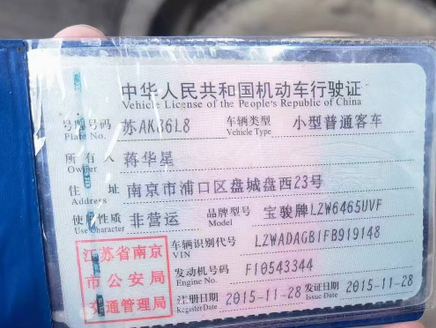 中华人民共和国机动车行驶证
Vehicle License of the People's Republic of China
号牌号码 苏AK86L8 车辆类型 小型普通客车
Plate No. Vehicle Type
所有人 蒋华星
Owner
住址 南京市浦口区盘城盘西23号
Address
使用性质 非营运 品牌型号 宝骏牌LZW6465UVF
Use Character Model
江苏省南京市公安局交通管理局
车辆识别代号 LZWADAGB1FB919148
VIN
发动机号码 F10543344
Engine No.
注册日期 2015-11-28 发证日期 2015-11-28
Register Date Issue Date